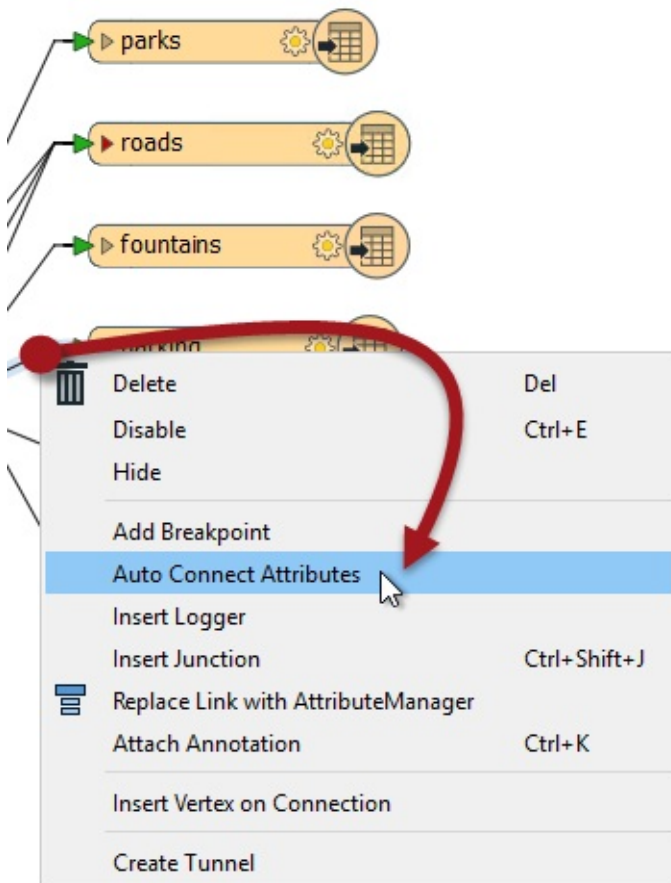 parks
roads
fountains
parking
Delete Del
Disable Ctrl+E
Hide
Add Breakpoint
Auto Connect Attributes
Insert Logger
Insert Junction Ctrl+Shift+J
Replace Link with AttributeManager
Attach Annotation Ctrl+K
Insert Vertex on Connection
Create Tunnel